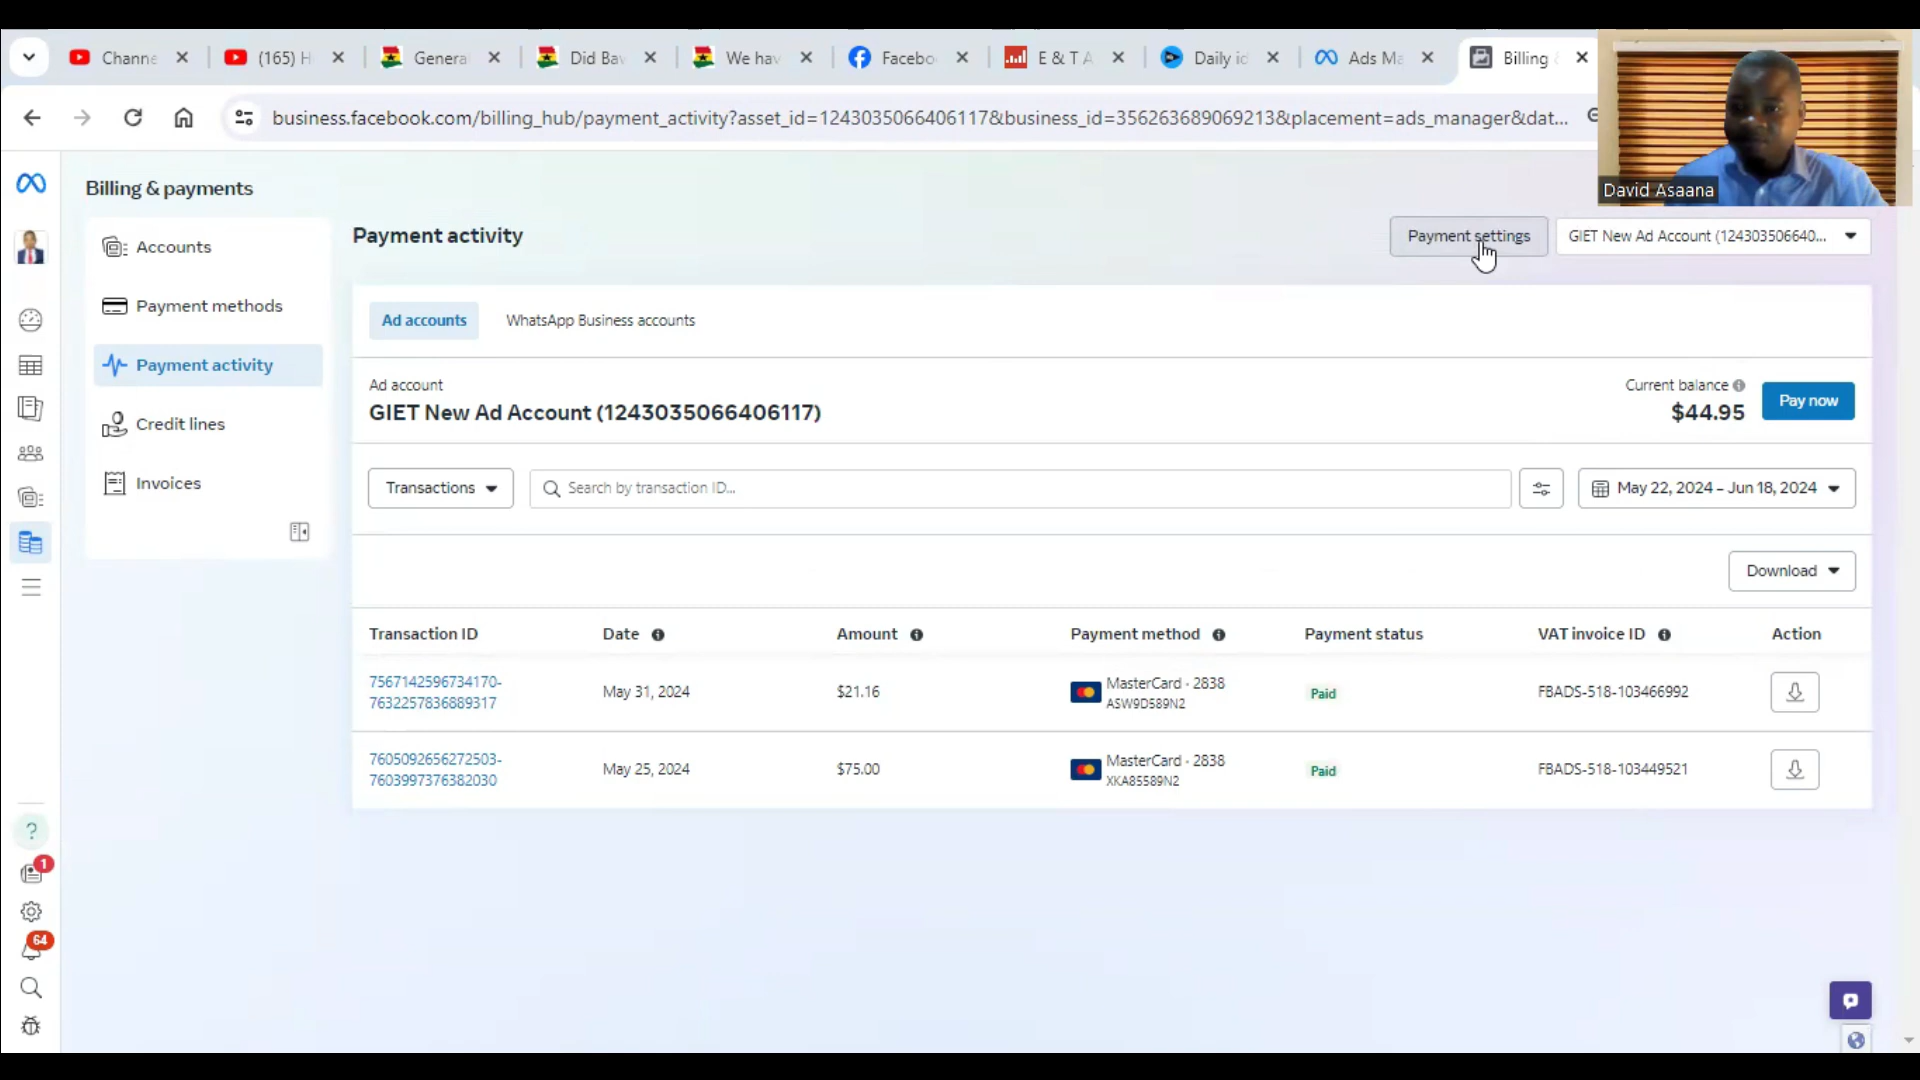 Channe
(165) H
Genera
Did Bav
We hav
Facebo
E & T A
Daily id
Ads Ma
Billing
business.facebook.com/billing_hub/payment_activity?asset_id=1243035066406117&business_id=356263689069213&placement=ads_manager&dat...
David Asaana
Billing & payments
Accounts
Payment methods
Payment activity
Credit lines
Invoices
Payment activity
Payment settings
GIET New Ad Account (124303506640...
Ad accounts
WhatsApp Business accounts
Ad account
GIET New Ad Account (1243035066406117)
Current balance
$44.95
Pay now
Transactions
Search by transaction ID...
May 22, 2024 – Jun 18, 2024
Download
Transaction ID
Date
Amount
Payment method
Payment status
VAT invoice ID
Action
7567142596734170-
7632257836889317
May 31, 2024
$21.16
MasterCard · 2838
ASW9D589N2
Paid
FBADS-518-103466992
7605092656272503-
7603997376382030
May 25, 2024
$75.00
MasterCard · 2838
XKA85589N2
Paid
FBADS-518-103449521
1
64